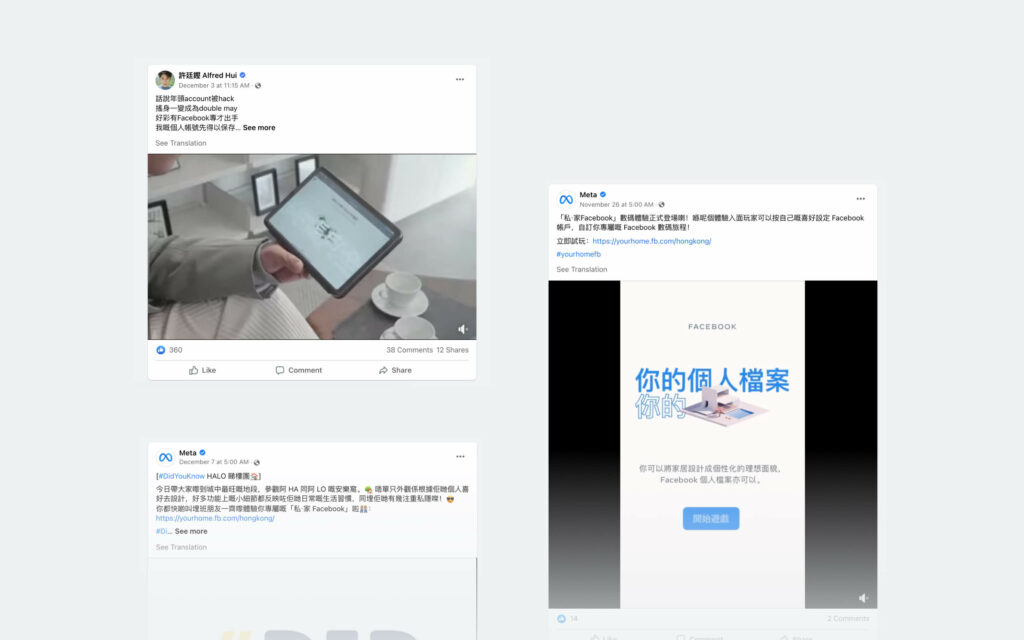 許廷鏗 Alfred Hui
December 3 at 11:15 AM
話說年頭account被hack
搖身一變成為double may
好彩有Facebook專才出手
我嘅個人帳號先得以保存... See more
See Translation
360
38 Comments 12 Shares
Like Comment Share
Meta
December 7 at 5:00 AM
[#DidYouKnow HALO 睇樓團🏠]
今日帶大家嚟到城中最旺嘅地段，參觀阿 HA 同阿 LO 嘅安樂窩。 唔單只外觀係根據佢哋個人喜
好去設計，好多功能上嘅小細節都反映咗佢哋日常嘅生活習慣，同埋佢哋有幾注重私隱㗎！😎
你都快啲叫埋班朋友一齊嚟體驗你專屬嘅「私‧家 Facebook」啦
https://yourhome.fb.com/hongkong/
#Di... See more
See Translation
#DID
Meta
November 26 at 5:00 AM
「私‧家Facebook」數碼體驗正式登場喇！喺呢個體驗入面玩家可以按自己嘅喜好設定 Facebook
帳戶，自訂你專屬嘅 Facebook 數碼旅程！
立即試玩：https://yourhome.fb.com/hongkong/
#yourhomefb
See Translation
FACEBOOK
你的個人檔案
你的
你可以將家居設計成個性化的理想面貌，
Facebook 個人檔案亦可以。
開始遊戲
14
2 Comments
Like Comment Share